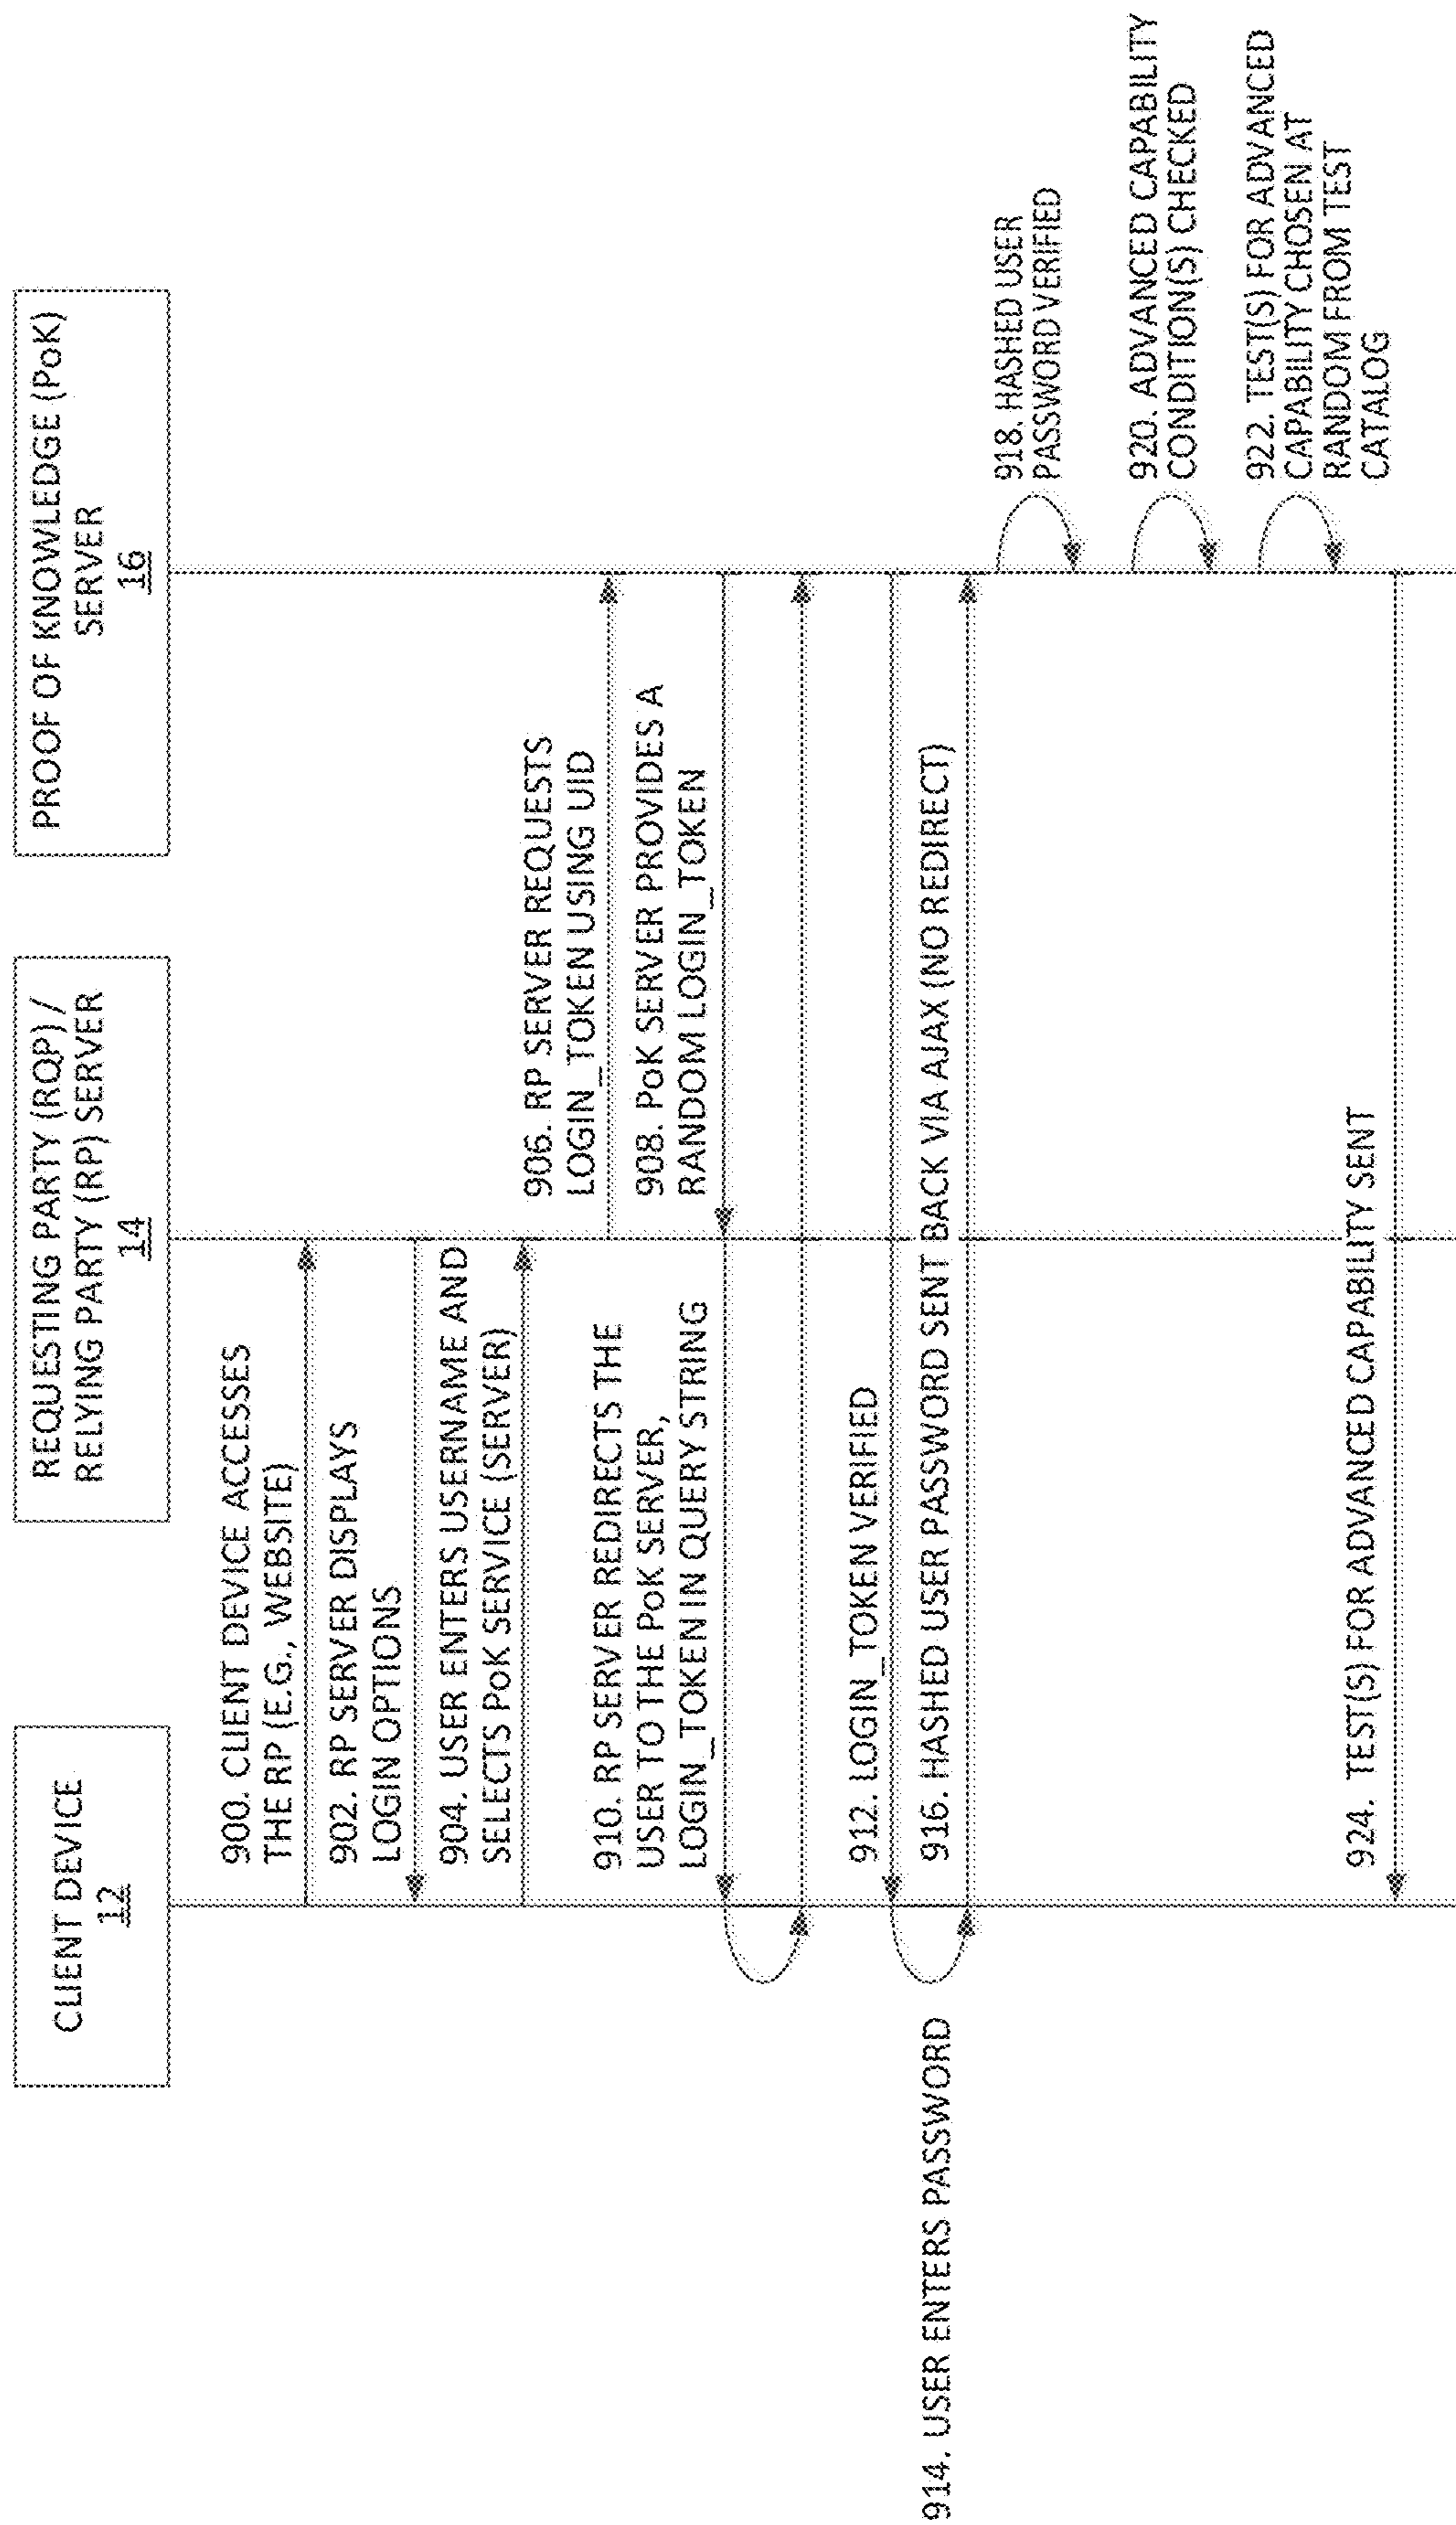 CLIENT DEVICE
12
REQUESTING PARTY (RQP) /
RELYING PARTY (RP) SERVER
14
PROOF OF KNOWLEDGE (PoK)
SERVER
16
900. CLIENT DEVICE ACCESSES
THE RP (E.G., WEBSITE)
902. RP SERVER DISPLAYS
LOGIN OPTIONS
904. USER ENTERS USERNAME AND
SELECTS PoK SERVICE (SERVER)
906. RP SERVER REQUESTS
LOGIN_TOKEN USING UID
908. PoK SERVER PROVIDES A
RANDOM LOGIN_TOKEN
910. RP SERVER REDIRECTS THE
USER TO THE PoK SERVER,
LOGIN_TOKEN IN QUERY STRING
912. LOGIN_TOKEN VERIFIED
914. USER ENTERS PASSWORD
916. HASHED USER PASSWORD SENT BACK VIA AJAX (NO REDIRECT)
918. HASHED USER
PASSWORD VERIFIED
920. ADVANCED CAPABILITY
CONDITION(S) CHECKED
922. TEST(S) FOR ADVANCED
CAPABILITY CHOSEN AT
RANDOM FROM TEST
CATALOG
924. TEST(S) FOR ADVANCED CAPABILITY SENT